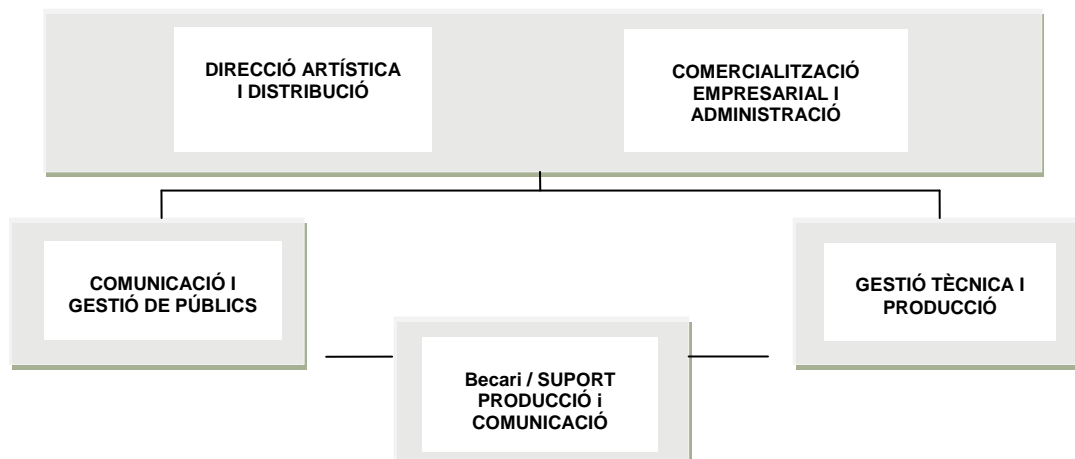 DIRECCIÓ ARTÍSTICA
I DISTRIBUCIÓ
COMERCIALITZACIÓ
EMPRESARIAL I
ADMINISTRACIÓ
COMUNICACIÓ I
GESTIÓ DE PÚBLICS
GESTIÓ TÈCNICA I
PRODUCCIÓ
Becari / SUPORT
PRODUCCIÓ i
COMUNICACIÓ